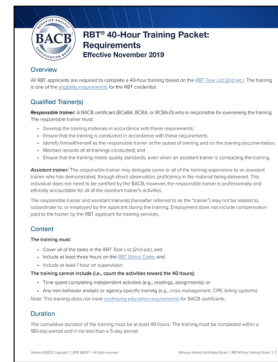 BACB
RBT® 40-Hour Training Packet:
Requirements
Effective November 2019
Overview
All RBT applicants are required to complete a 40-hour training based on the RBT Task List (2nd ed.). The training
is one of the eligibility requirements for the RBT credential.
Qualified Trainer(s)
Responsible trainer: A BACB certificant (BCaBA, BCBA, or BCBA-D) who is responsible for overseeing the training.
The responsible trainer must:
• Develop the training materials in accordance with these requirements;
• Ensure that the training is conducted in accordance with these requirements;
• Identify himself/herself as the responsible trainer at the outset of training and on the training documentation;
• Maintain records of all trainings conducted; and
• Ensure that the training meets quality standards, even when an assistant trainer is conducting the training.
Assistant trainer: The responsible trainer may delegate some or all of the training experience to an assistant
trainer who has demonstrated, through direct observation, proficiency in the material being delivered. This
individual does not need to be certified by the BACB; however, the responsible trainer is professionally and
ethically accountable for all of the assistant trainer's activities.
The responsible trainer and assistant trainer(s) (hereafter referred to as the "trainer") may not be related to,
subordinate to, or employed by the applicant during the training. Employment does not include compensation
paid to the trainer by the RBT applicant for training services.
Content
The training must:
• Cover all of the tasks in the RBT Task List (2nd ed.); and
• Include at least three hours on the RBT Ethics Code; and
• Include at least 1 hour on supervision.
The training cannot include (i.e., count the activities toward the 40 hours):
• Time spent completing independent activities (e.g., readings, assignments); or
• Any non-behavior analytic or agency-specific training (e.g., crisis management, CPR, billing systems).
Note: This training does not meet continuing education requirements for BACB certificants.
Duration
The cumulative duration of the training must be at least 40 hours. The training must be completed within a
180-day period and in no less than a 5-day period.